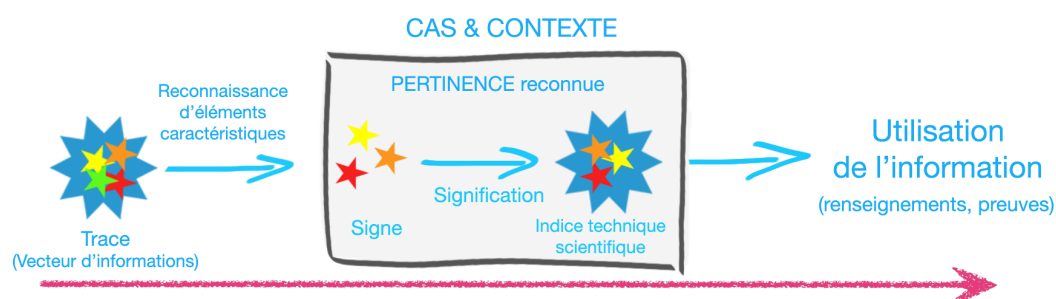 CAS & CONTEXTE
PERTINENCE reconnue
Reconnaissance
d'éléments
caractéristiques
Trace
(Vecteur d'informations)
Signe
Signification
Indice technique
scientifique
Utilisation
de l'information
(renseignements, preuves)